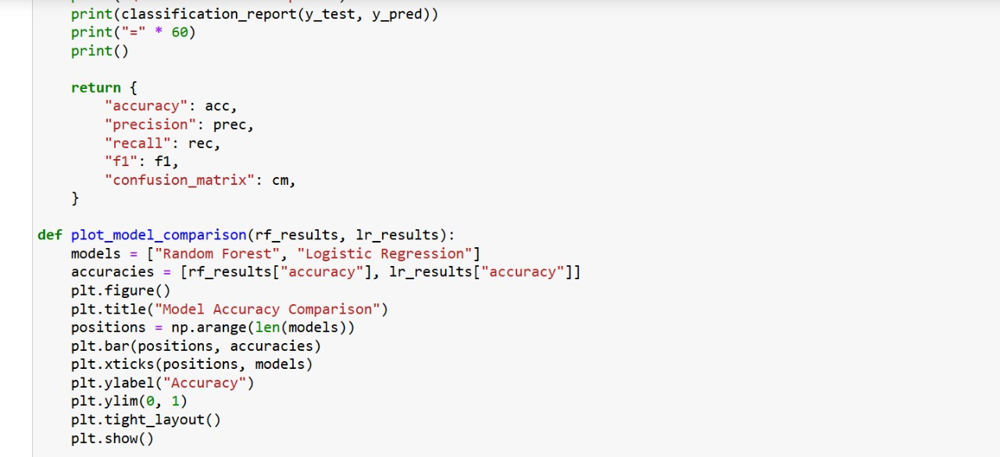 print(classification_report(y_test, y_pred))
print("=" * 60)
print()
return {
"accuracy": acc,
"precision": prec,
"recall": rec,
"f1": f1,
"confusion_matrix": cm,
}
def plot_model_comparison(rf_results, lr_results):
models = ["Random Forest", "Logistic Regression"]
accuracies = [rf_results["accuracy"], lr_results["accuracy"]]
plt.figure()
plt.title("Model Accuracy Comparison")
positions = np.arange(len(models))
plt.bar(positions, accuracies)
plt.xticks(positions, models)
plt.ylabel("Accuracy")
plt.ylim(0, 1)
plt.tight_layout()
plt.show()